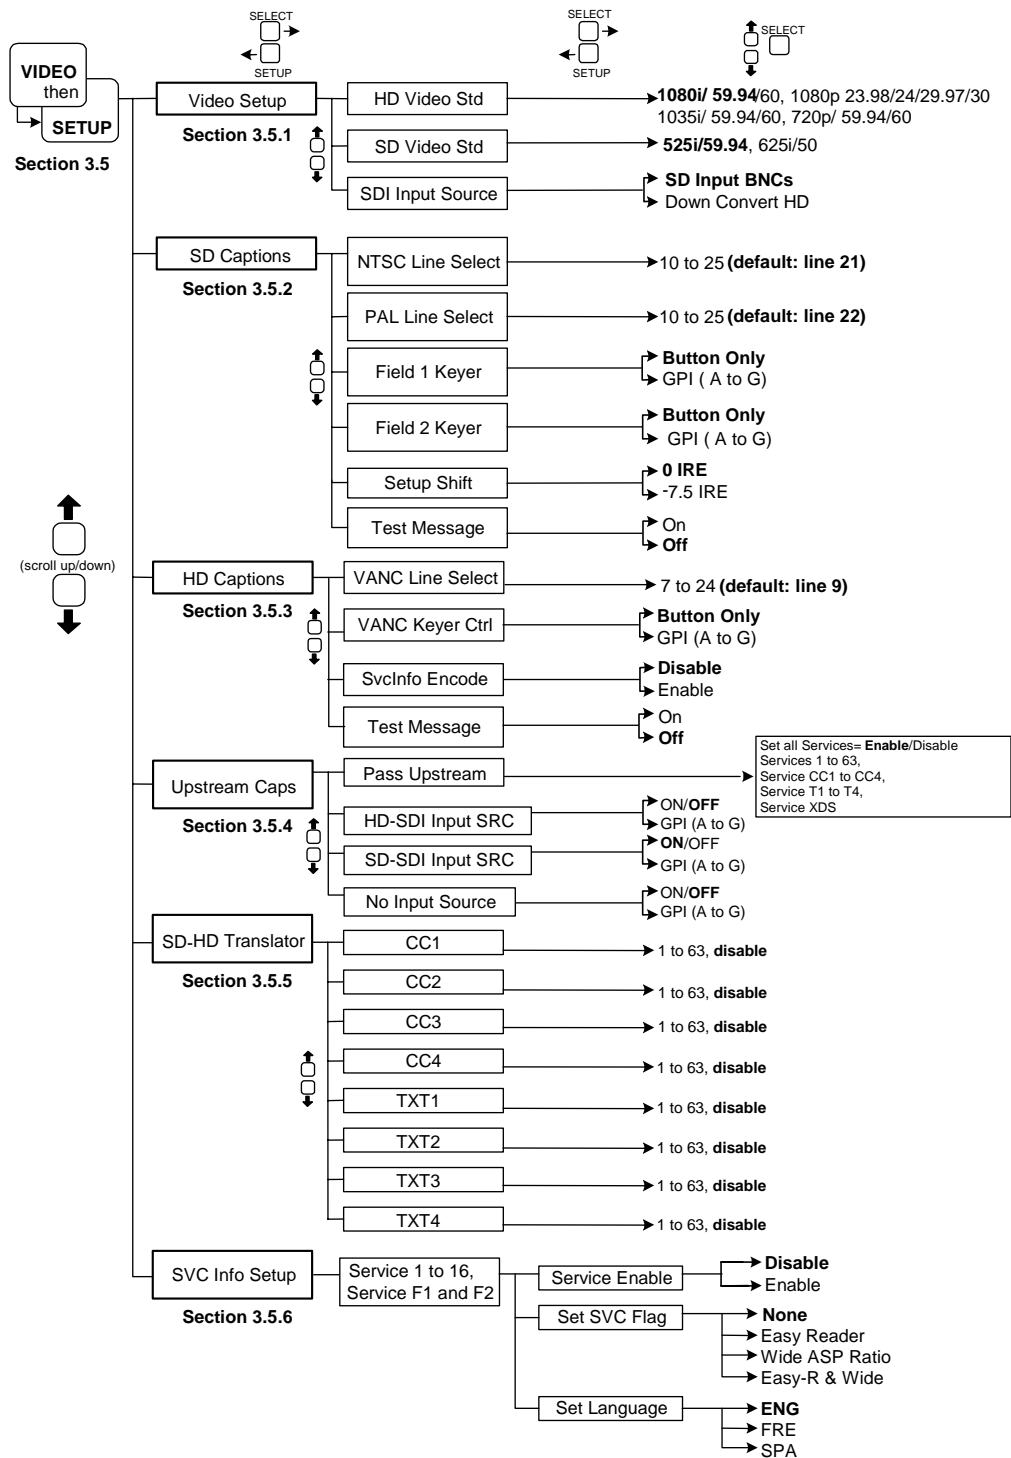 SELECT
SETUP
SELECT
SETUP
SELECT
VIDEO
then
SETUP
Section 3.5
Video Setup
Section 3.5.1
HD Video Std
1080i/ 59.94/60, 1080p 23.98/24/29.97/30
1035i/ 59.94/60, 720p/ 59.94/60
SD Video Std
525i/59.94, 625i/50
SDI Input Source
SD Input BNCs
Down Convert HD
SD Captions
Section 3.5.2
NTSC Line Select
10 to 25 (default: line 21)
PAL Line Select
10 to 25 (default: line 22)
Field 1 Keyer
Button Only
GPI ( A to G)
Field 2 Keyer
Button Only
GPI ( A to G)
Setup Shift
0 IRE
-7.5 IRE
Test Message
On
Off
(scroll up/down)
HD Captions
Section 3.5.3
VANC Line Select
7 to 24 (default: line 9)
VANC Keyer Ctrl
Button Only
GPI (A to G)
SvcInfo Encode
Disable
Enable
Test Message
On
Off
Upstream Caps
Section 3.5.4
Pass Upstream
Set all Services= Enable/Disable
Services 1 to 63,
Service CC1 to CC4,
Service T1 to T4,
Service XDS
HD-SDI Input SRC
ON/OFF
GPI (A to G)
SD-SDI Input SRC
ON/OFF
GPI (A to G)
No Input Source
ON/OFF
GPI (A to G)
SD-HD Translator
Section 3.5.5
CC1
1 to 63, disable
CC2
1 to 63, disable
CC3
1 to 63, disable
CC4
1 to 63, disable
TXT1
1 to 63, disable
TXT2
1 to 63, disable
TXT3
1 to 63, disable
TXT4
1 to 63, disable
SVC Info Setup
Section 3.5.6
Service 1 to 16,
Service F1 and F2
Service Enable
Disable
Enable
Set SVC Flag
None
Easy Reader
Wide ASP Ratio
Easy-R & Wide
Set Language
ENG
FRE
SPA